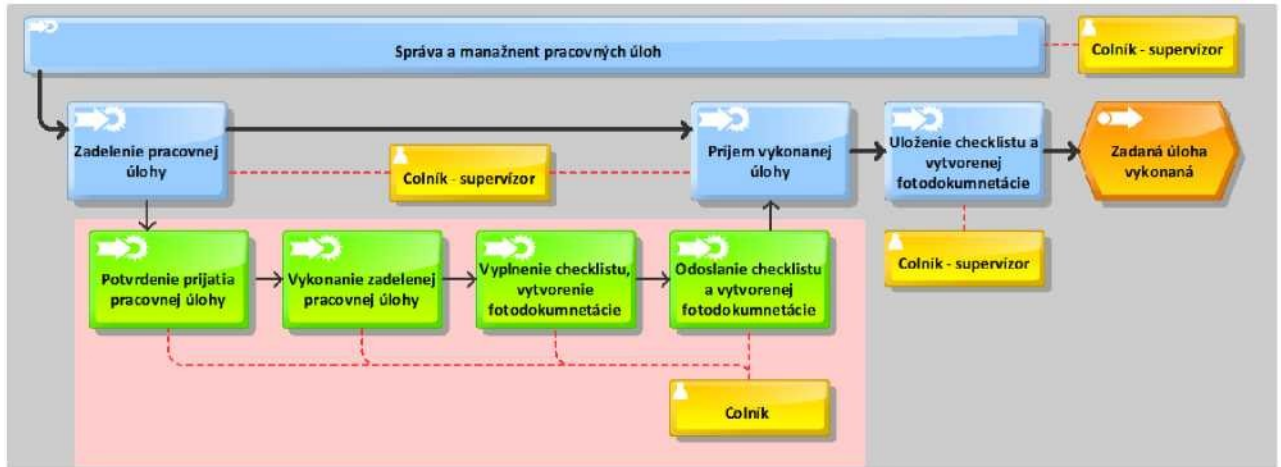 Správa a manažnent pracovných úloh
Colník - supervízor
Zadelenie pracovnej
úlohy
Colník - supervízor
Príjem vykonanej
úlohy
Uloženie checklistu a
vytvorenej
fotodokumnetácie
Zadaná úloha
vykonaná
Colník - supervízor
Potvrdenie prijatia
pracovnej úlohy
Vykonanie zadelenej
pracovnej úlohy
Vyplnenie checklistu,
vytvorenie
fotodokumnetácie
Odoslanie checklistu
a vytvorenej
fotodokumnetácie
Colník